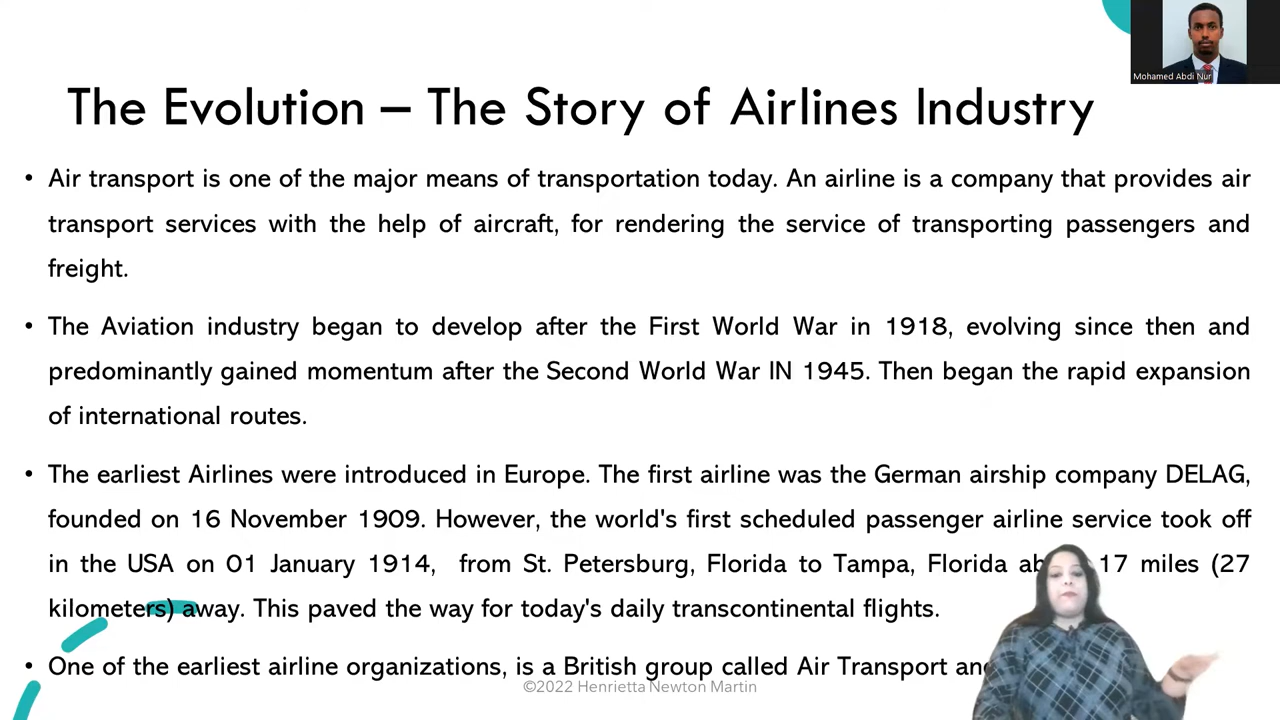 Mohamed Abdi Nur
The Evolution – The Story of Airlines Industry
• Air transport is one of the major means of transportation today. An airline is a company that provides air
transport services with the help of aircraft, for rendering the service of transporting passengers and
freight.
• The Aviation industry began to develop after the First World War in 1918, evolving since then and
predominantly gained momentum after the Second World War IN 1945. Then began the rapid expansion
of international routes.
• The earliest Airlines were introduced in Europe. The first airline was the German airship company DELAG,
founded on 16 November 1909. However, the world's first scheduled passenger airline service took off
in the USA on 01 January 1914, from St. Petersburg, Florida to Tampa, Florida 17 miles (27
kilometers) away. This paved the way for today's daily transcontinental flights.
• One of the earliest airline organizations, is a British group called Air Transport and
©2022 Henrietta Newton Martin